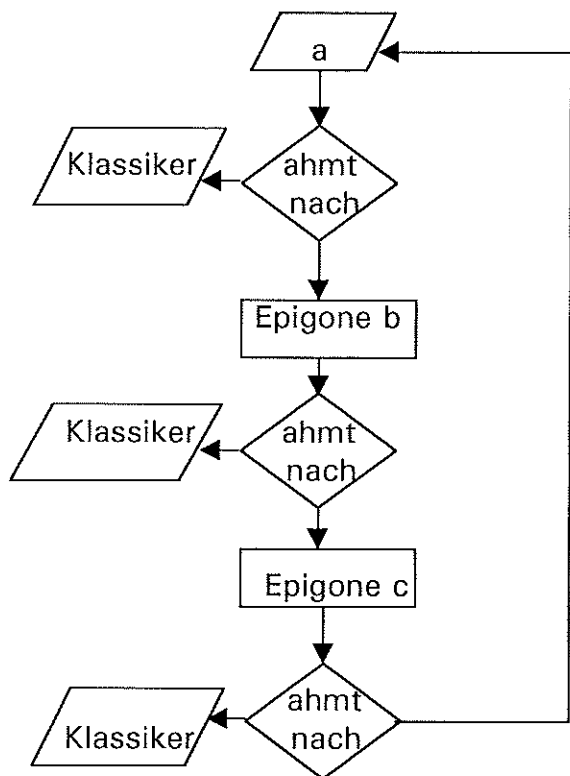 a
Klassiker
ahmt
nach
Epigone b
Klassiker
ahmt
nach
Epigone c
ahmt
nach
Klassiker